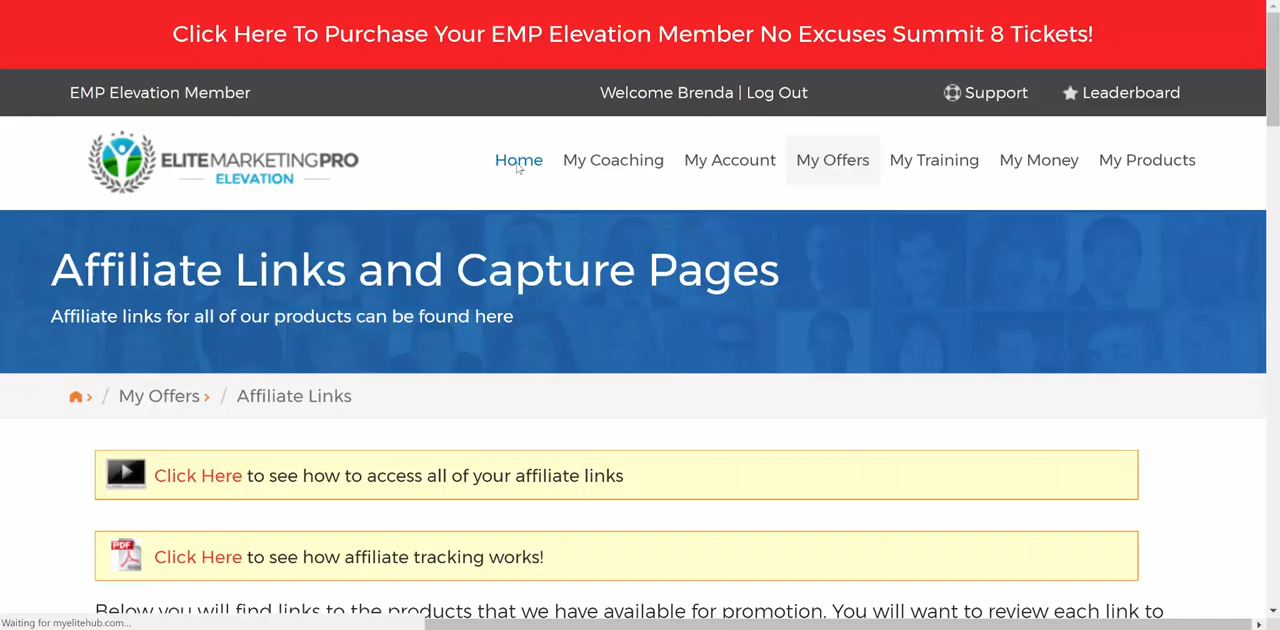 Click Here To Purchase Your EMP Elevation Member No Excuses Summit 8 Tickets!
EMP Elevation Member
Welcome Brenda | Log Out
Support
Leaderboard
ELITEMARKETINGPRO
ELEVATION
Home
My Coaching
My Account
My Offers
My Training
My Money
My Products
Affiliate Links and Capture Pages
Affiliate links for all of our products can be found here
My Offers
/ Affiliate Links
Click Here to see how to access all of your affiliate links
PDF
Click Here to see how affiliate tracking works!
Below you will find links to the products that we have available for promotion. You will want to review each link to
Waiting for myelitehub.com...